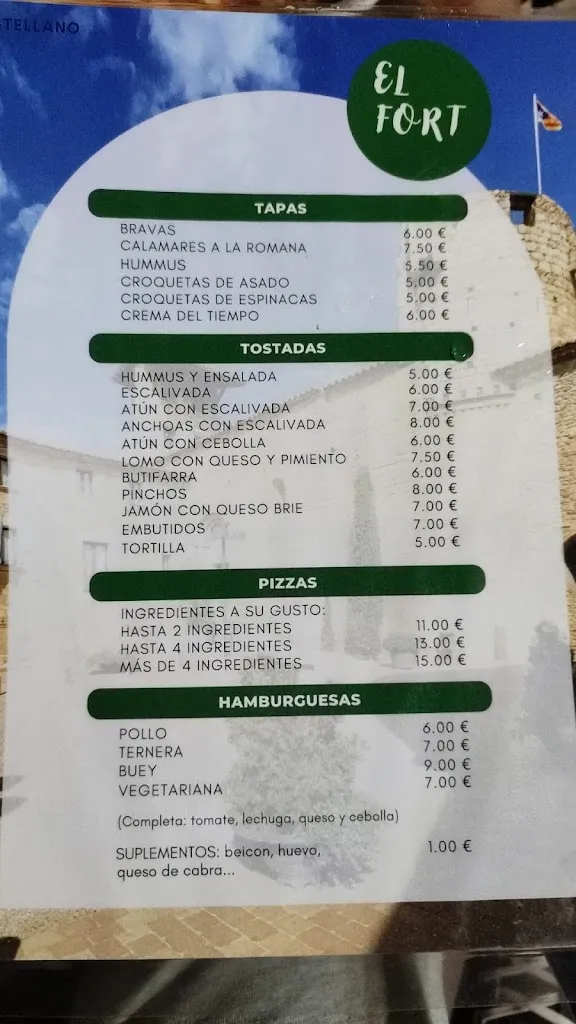 EL
FORT
TAPAS
BRAVAS 6.00 €
CALAMARES A LA ROMANA 7.50 €
HUMMUS 5.50 €
CROQUETAS DE ASADO 5.00 €
CROQUETAS DE ESPINACAS 5.00 €
CREMA DEL TIEMPO 6.00 €
TOSTADAS
HUMMUS Y ENSALADA 5.00 €
ESCALIVADA 6.00 €
ATÚN CON ESCALIVADA 7.00 €
ANCHOAS CON ESCALIVADA 8.00 €
ATÚN CON CEBOLLA 6.00 €
LOMO CON QUESO Y PIMIENTO 7.50 €
BUTIFARRA 6.00 €
PINCHOS 8.00 €
JAMÓN CON QUESO BRIE 7.00 €
EMBUTIDOS 7.00 €
TORTILLA 5.00 €
PIZZAS
INGREDIENTES A SU GUSTO:
HASTA 2 INGREDIENTES 11.00 €
HASTA 4 INGREDIENTES 13.00 €
MÁS DE 4 INGREDIENTES 15.00 €
HAMBURGUESAS
POLLO 6.00 €
TERNERA 7.00 €
BUEY 9.00 €
VEGETARIANA 7.00 €
(Completa: tomate, lechuga, queso y cebolla)
SUPLEMENTOS: beicon, huevo, 1.00 €
queso de cabra...